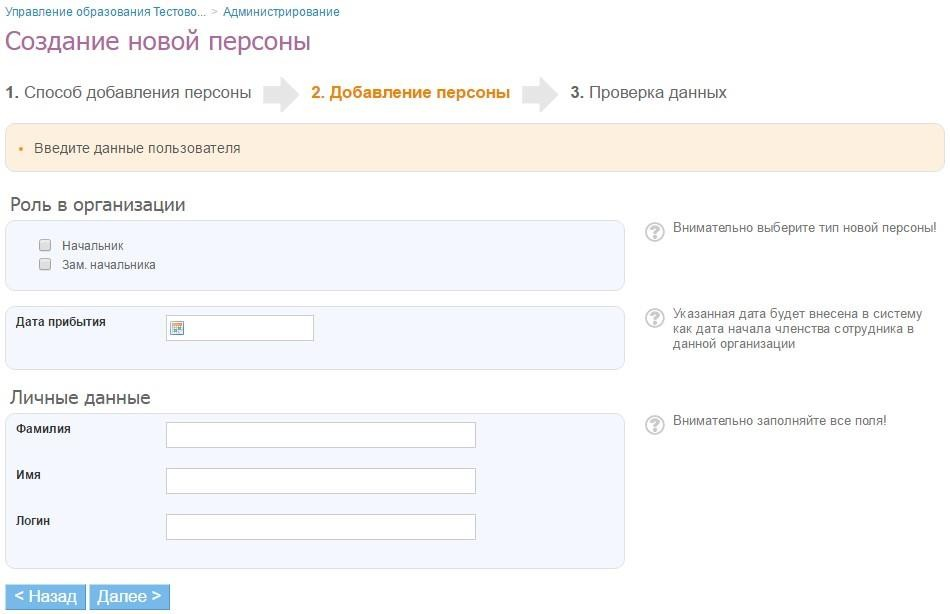 Управление образования Тестово... > Администрирование
Создание новой персоны
1. Способ добавления персоны 2. Добавление персоны 3. Проверка данных
Введите данные пользователя
Роль в организации
Начальник
Зам. начальника
Внимательно выберите тип новой персоны!
Дата прибытия
Указанная дата будет внесена в систему
как дата начала членства сотрудника в
данной организации
Личные данные
Фамилия
Имя
Логин
Внимательно заполняйте все поля!
< Назад Далее >